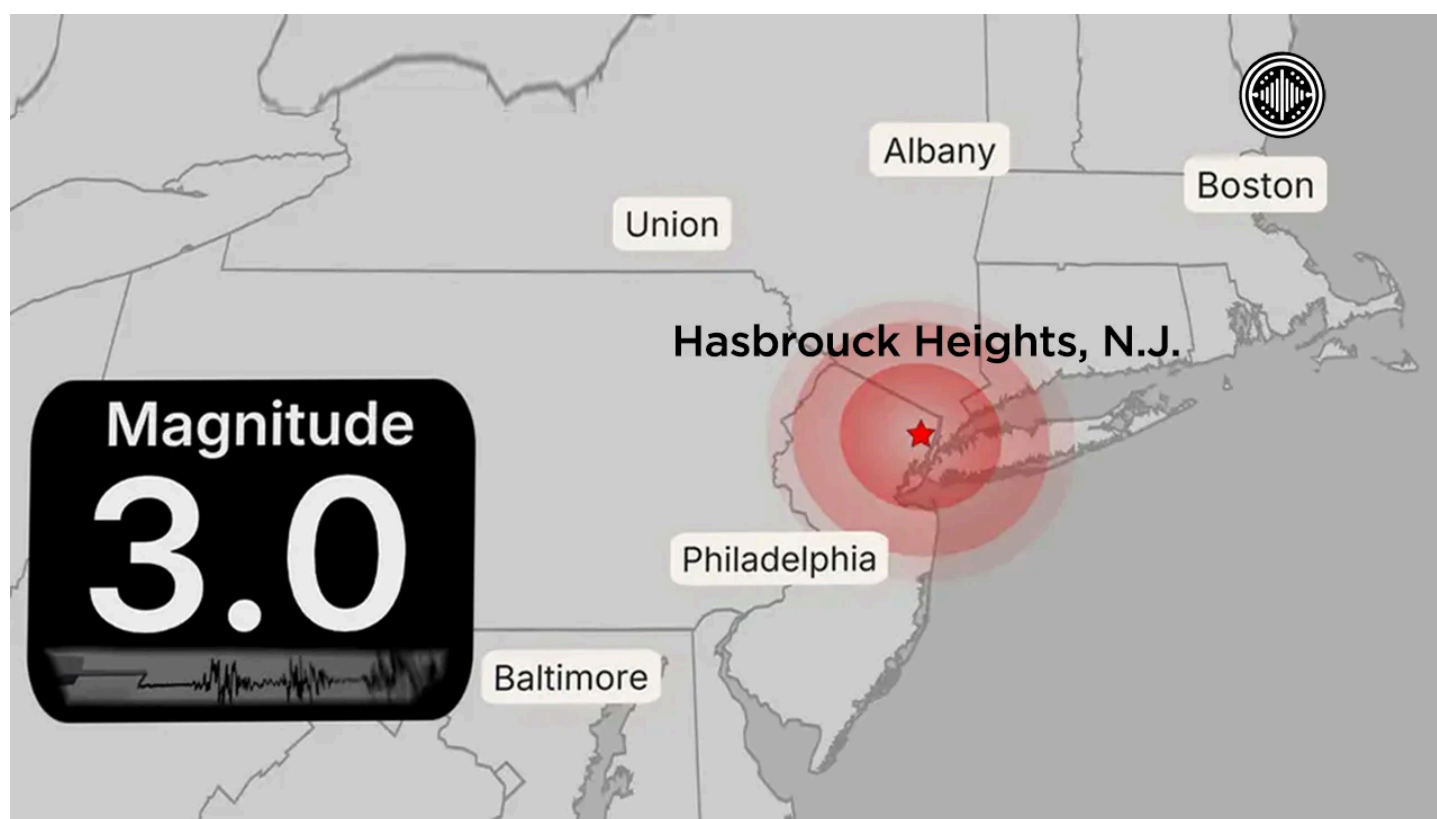 Albany
Boston
Union
Hasbrouck Heights, N.J.
Magnitude
3.0
Philadelphia
Baltimore